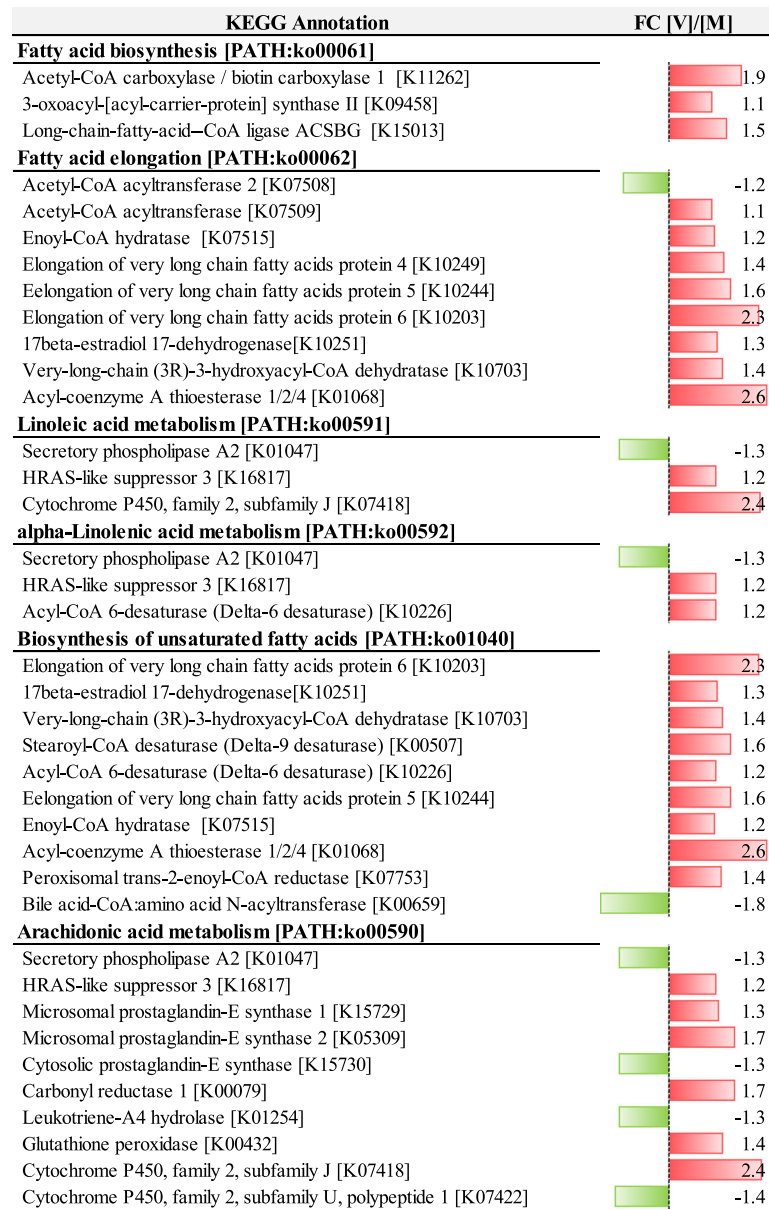 KEGG Annotation FC [V]/[M]
Fatty acid biosynthesis [PATH:ko00061]
Acetyl-CoA carboxylase / biotin carboxylase 1 [K11262] 1.9
3-oxoacyl-[acyl-carrier-protein] synthase II [K09458] 1.1
Long-chain-fatty-acid--CoA ligase ACSBG [K15013] 1.5
Fatty acid elongation [PATH:ko00062]
Acetyl-CoA acyltransferase 2 [K07508] -1.2
Acetyl-CoA acyltransferase [K07509] 1.1
Enoyl-CoA hydratase [K07515] 1.2
Elongation of very long chain fatty acids protein 4 [K10249] 1.4
Eelongation of very long chain fatty acids protein 5 [K10244] 1.6
Elongation of very long chain fatty acids protein 6 [K10203] 2.3
17beta-estradiol 17-dehydrogenase[K10251] 1.3
Very-long-chain (3R)-3-hydroxyacyl-CoA dehydratase [K10703] 1.4
Acyl-coenzyme A thioesterase 1/2/4 [K01068] 2.6
Linoleic acid metabolism [PATH:ko00591]
Secretory phospholipase A2 [K01047] -1.3
HRAS-like suppressor 3 [K16817] 1.2
Cytochrome P450, family 2, subfamily J [K07418] 2.4
alpha-Linolenic acid metabolism [PATH:ko00592]
Secretory phospholipase A2 [K01047] -1.3
HRAS-like suppressor 3 [K16817] 1.2
Acyl-CoA 6-desaturase (Delta-6 desaturase) [K10226] 1.2
Biosynthesis of unsaturated fatty acids [PATH:ko01040]
Elongation of very long chain fatty acids protein 6 [K10203] 2.3
17beta-estradiol 17-dehydrogenase[K10251] 1.3
Very-long-chain (3R)-3-hydroxyacyl-CoA dehydratase [K10703] 1.4
Stearoyl-CoA desaturase (Delta-9 desaturase) [K00507] 1.6
Acyl-CoA 6-desaturase (Delta-6 desaturase) [K10226] 1.2
Eelongation of very long chain fatty acids protein 5 [K10244] 1.6
Enoyl-CoA hydratase [K07515] 1.2
Acyl-coenzyme A thioesterase 1/2/4 [K01068] 2.6
Peroxisomal trans-2-enoyl-CoA reductase [K07753] 1.4
Bile acid-CoA:amino acid N-acyltransferase [K00659] -1.8
Arachidonic acid metabolism [PATH:ko00590]
Secretory phospholipase A2 [K01047] -1.3
HRAS-like suppressor 3 [K16817] 1.2
Microsomal prostaglandin-E synthase 1 [K15729] 1.3
Microsomal prostaglandin-E synthase 2 [K05309] 1.7
Cytosolic prostaglandin-E synthase [K15730] -1.3
Carbonyl reductase 1 [K00079] 1.7
Leukotriene-A4 hydrolase [K01254] -1.3
Glutathione peroxidase [K00432] 1.4
Cytochrome P450, family 2, subfamily J [K07418] 2.4
Cytochrome P450, family 2, subfamily U, polypeptide 1 [K07422] -1.4